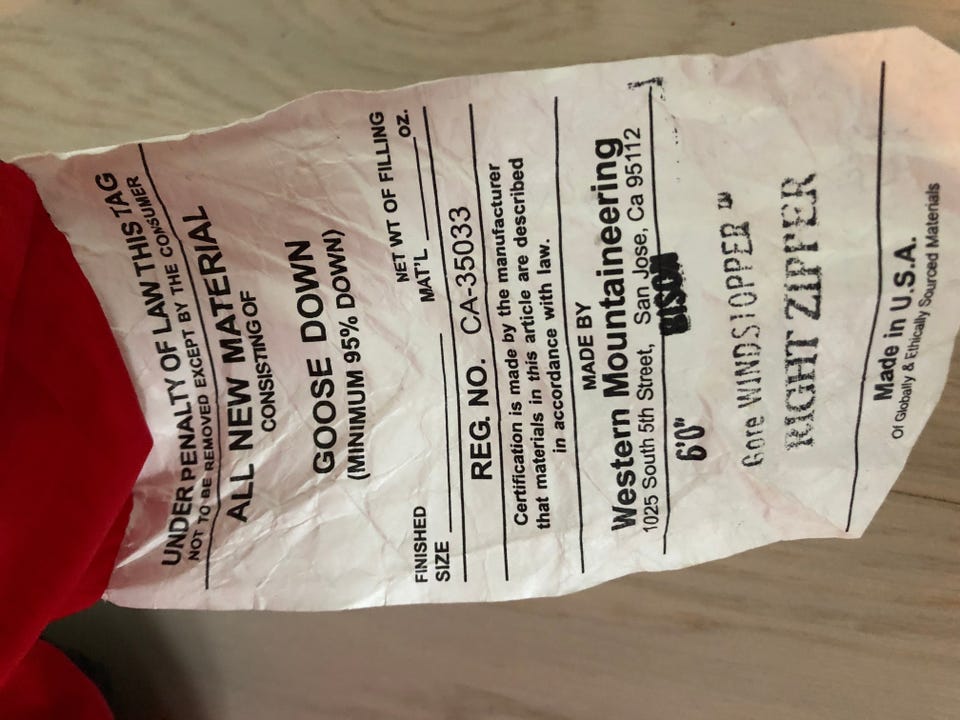 UNDER PENALTY OF LAW THIS TAG
NOT TO BE REMOVED EXCEPT BY THE CONSUMER
ALL NEW MATERIAL
CONSISTING OF
GOOSE DOWN
(MINIMUM 95% DOWN)
FINISHED SIZE
NET WT OF FILLING MAT'L oz.
REG. NO. CA-35033
Certification is made by the manufacturer
that materials in this article are described
in accordance with law.
MADE BY
Western Mountaineering
1025 South 5th Street, San Jose, Ca 95112
6'0" BISON
Gore WINDSTOPPER™
RIGHT ZIPPER
Made in U.S.A.
Of Globally & Ethically Sourced Materials